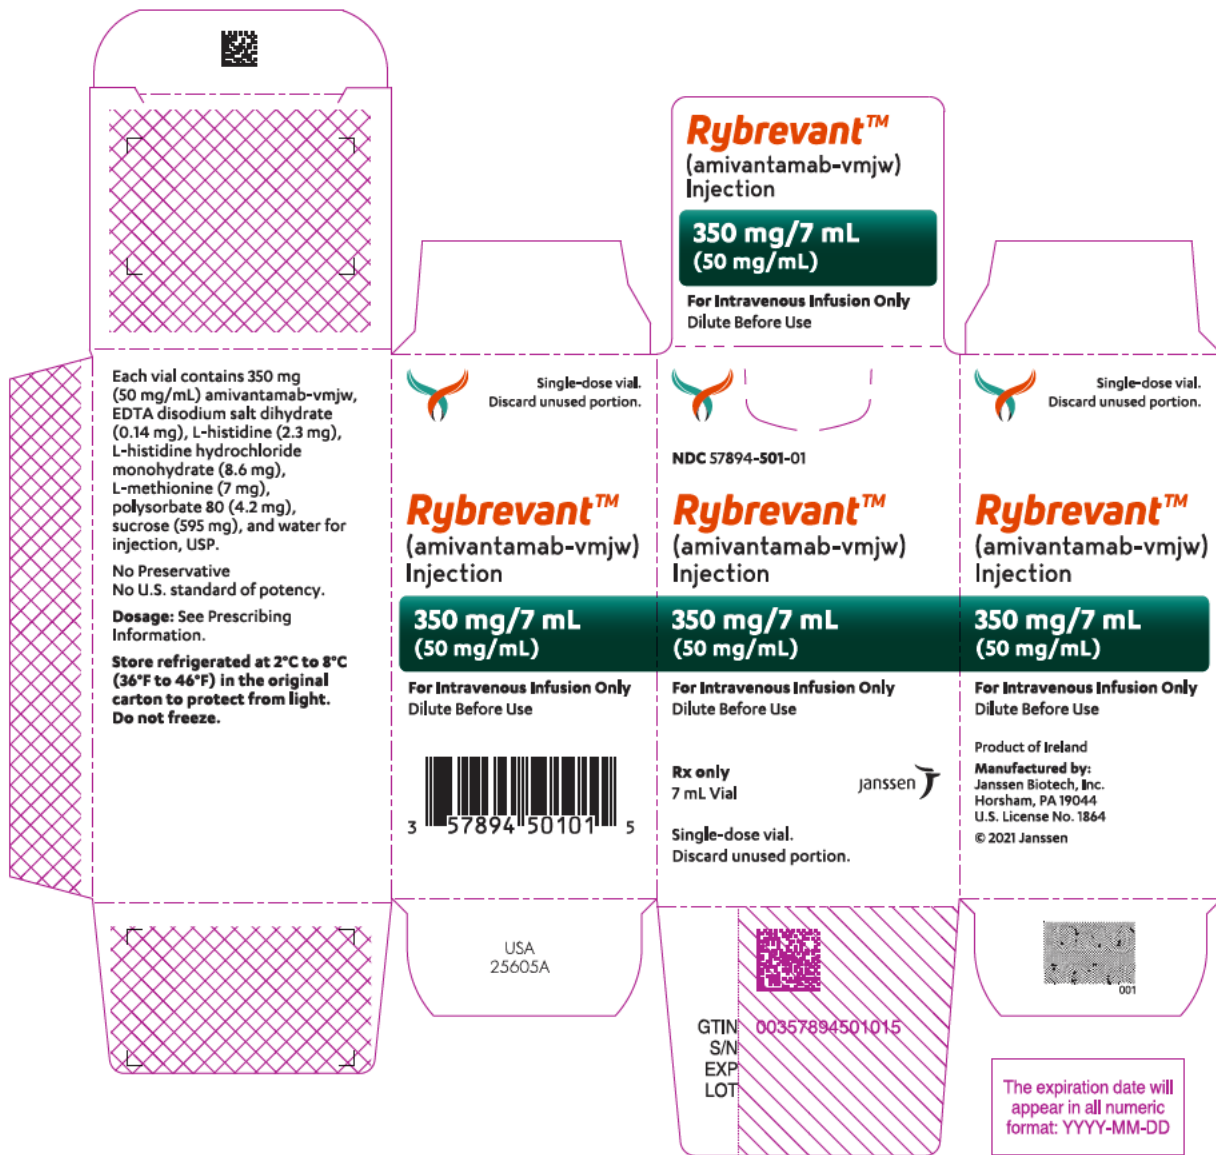 Rybrevant™
(amivantamab-vmjw)
Injection
350 mg/7 mL
(50 mg/mL)
For Intravenous Infusion Only
Dilute Before Use
Each vial contains 350 mg
(50 mg/mL) amivantamab-vmjw,
EDTA disodium salt dihydrate
(0.14 mg), L-histidine (2.3 mg),
L-histidine hydrochloride
monohydrate (8.6 mg),
L-methionine (7 mg),
polysorbate 80 (4.2 mg),
sucrose (595 mg), and water for
injection, USP.
No Preservative
No U.S. standard of potency.
Dosage: See Prescribing
Information.
Store refrigerated at 2°C to 8°C
(36°F to 46°F) in the original
carton to protect from light.
Do not freeze.
Single-dose vial.
Discard unused portion.
Rybrevant™
(amivantamab-vmjw)
Injection
350 mg/7 mL
(50 mg/mL)
For Intravenous Infusion Only
Dilute Before Use
3 57894 50101 5
USA
25605A
NDC 57894-501-01
Rybrevant™
(amivantamab-vmjw)
Injection
350 mg/7 mL
(50 mg/mL)
For Intravenous Infusion Only
Dilute Before Use
Rx only
7 mL Vial
janssen
Single-dose vial.
Discard unused portion.
GTIN 00357894501015
S/N
EXP
LOT
Single-dose vial.
Discard unused portion.
Rybrevant™
(amivantamab-vmjw)
Injection
350 mg/7 mL
(50 mg/mL)
For Intravenous Infusion Only
Dilute Before Use
Product of Ireland
Manufactured by:
Janssen Biotech, Inc.
Horsham, PA 19044
U.S. License No. 1864
© 2021 Janssen
001
The expiration date will
appear in all numeric
format: YYYY-MM-DD